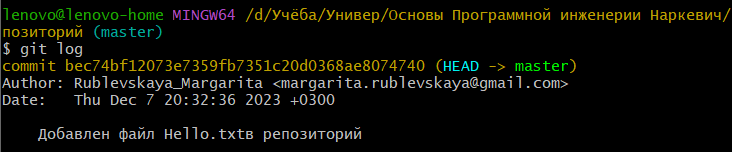 lenovo@lenovo-home MINGW64 /d/Учёба/Универ/Основы Программной инженерии Наркевич/
позиторий (master)
$ git log
commit bec74bf12073e7359fb7351c20d0368ae8074740 (HEAD -> master)
Author: Rublevskaya_Margarita <margarita.rublevskaya@gmail.com>
Date:   Thu Dec 7 20:32:36 2023 +0300
    Добавлен файл Hello.txtв репозиторий